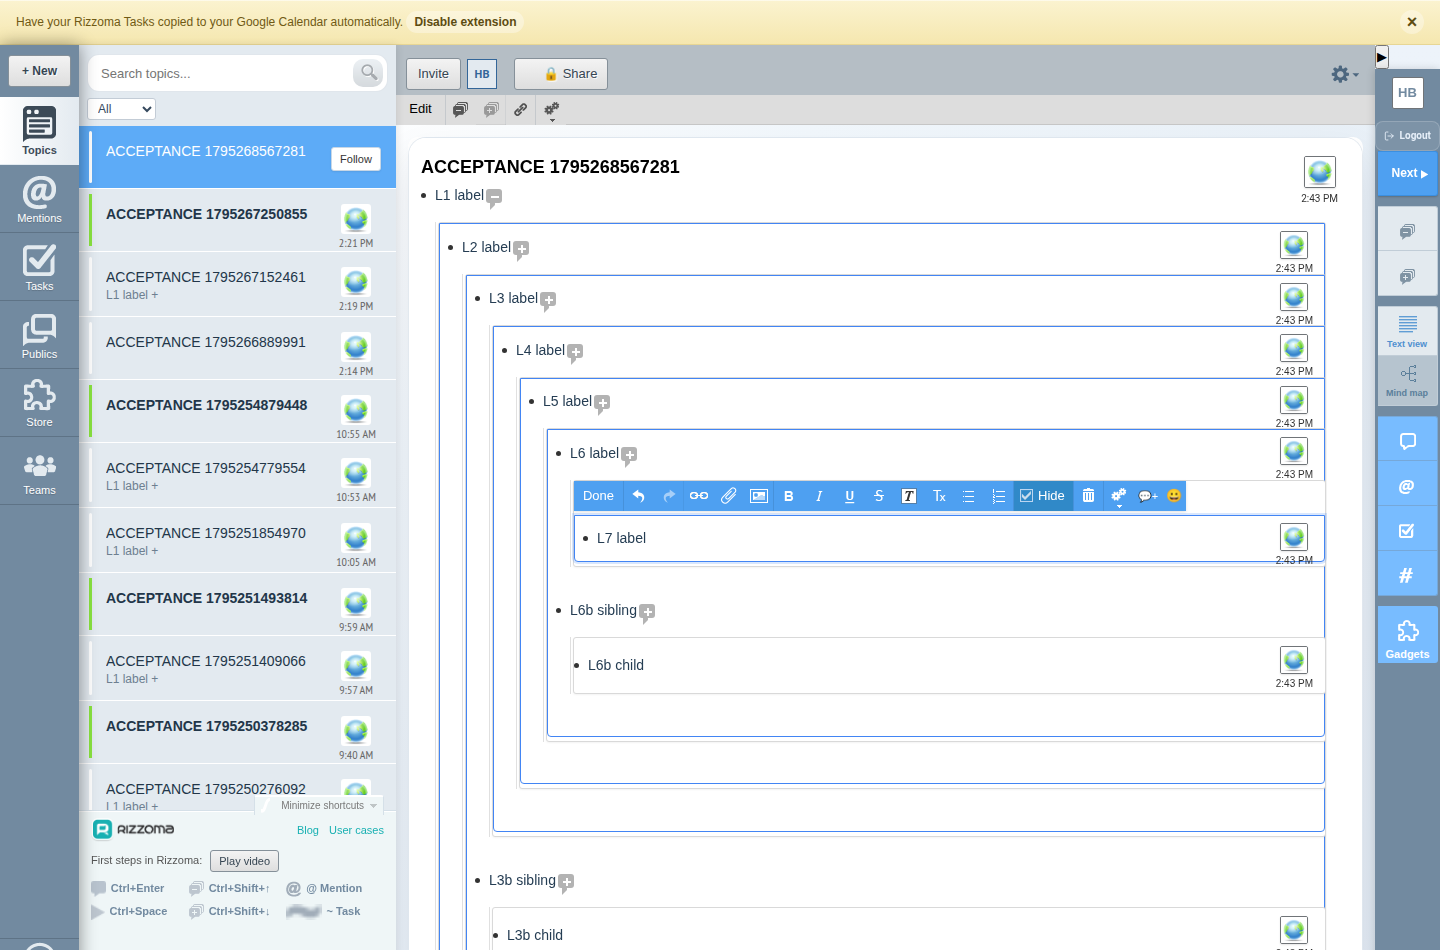 Have your Rizzoma Tasks copied to your Google Calendar automatically. Disable extension ×
+ New
Topics
Mentions
Tasks
Publics
Store
Teams
Search topics...
All
ACCEPTANCE 1795268567281
Follow
ACCEPTANCE 1795267250855
2:21 PM
ACCEPTANCE 1795267152461
L1 label +
2:19 PM
ACCEPTANCE 1795266889991
2:14 PM
ACCEPTANCE 1795254879448
10:55 AM
ACCEPTANCE 1795254779554
L1 label +
10:53 AM
ACCEPTANCE 1795251854970
L1 label +
10:05 AM
ACCEPTANCE 1795251493814
9:59 AM
ACCEPTANCE 1795251409066
L1 label +
9:57 AM
ACCEPTANCE 1795250378285
9:40 AM
ACCEPTANCE 1795250276092
L1 label +
Minimize shortcuts
RIZZOMA
Blog User cases
First steps in Rizzoma: Play video
Ctrl+Enter Ctrl+Shift+↑ @ Mention
Ctrl+Space Ctrl+Shift+↓ ~ Task
Invite HB 🔒 Share
Edit
ACCEPTANCE 1795268567281
2:43 PM
L1 label
L2 label
2:43 PM
L3 label
2:43 PM
L4 label
2:43 PM
L5 label
2:43 PM
L6 label
2:43 PM
Done B I U S T Tx Hide
L7 label
2:43 PM
L6b sibling
L6b child
2:43 PM
L3b sibling
L3b child
HB
Logout
Next ▶
Text view
Mind map
@
#
Gadgets